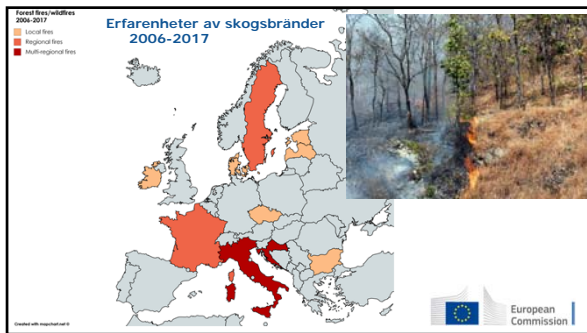 Forest fires/wildfires
2006-2017
Local fires
Regional fires
Multi-regional fires
Erfarenheter av skogsbränder
2006-2017
Created with mapchart.net ©
European
Commission